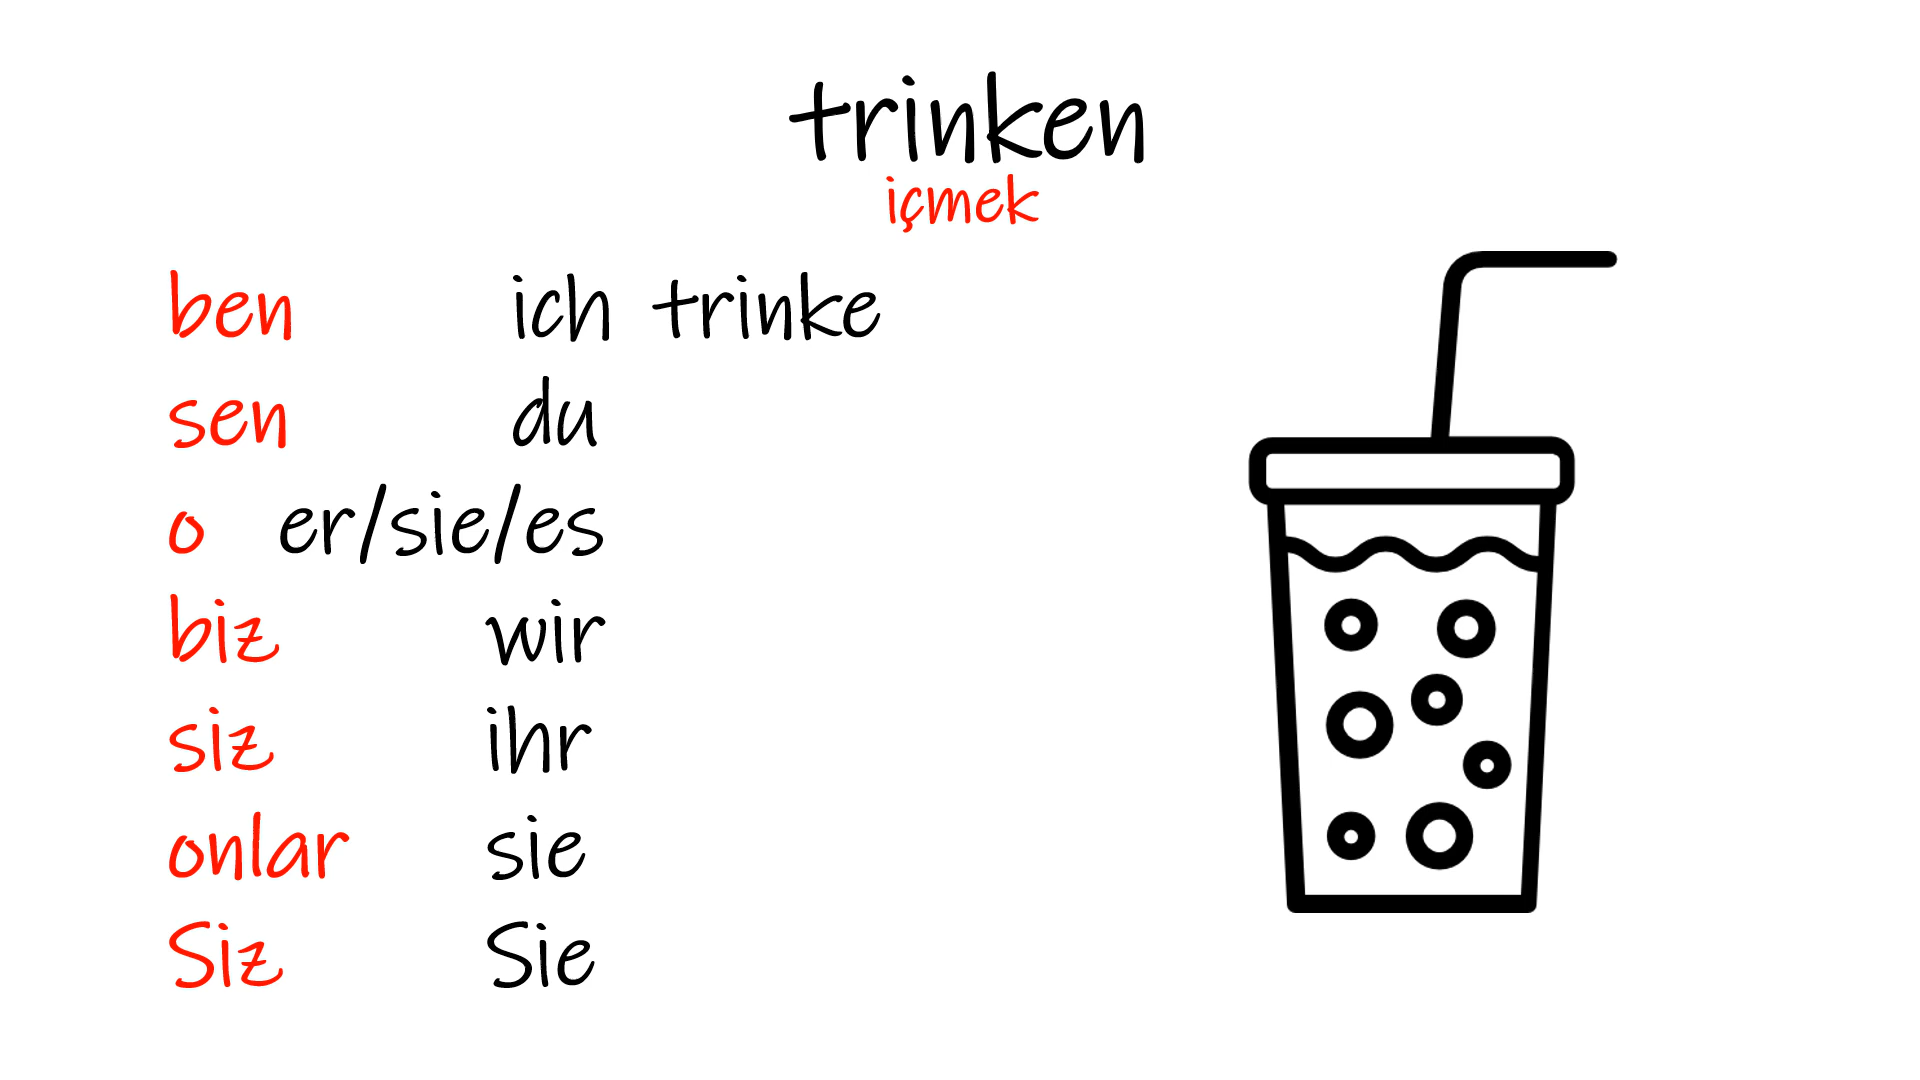 trinken
içmek
ben ich trinke
sen du
o er/sie/es
biz wir
siz ihr
onlar sie
Siz Sie